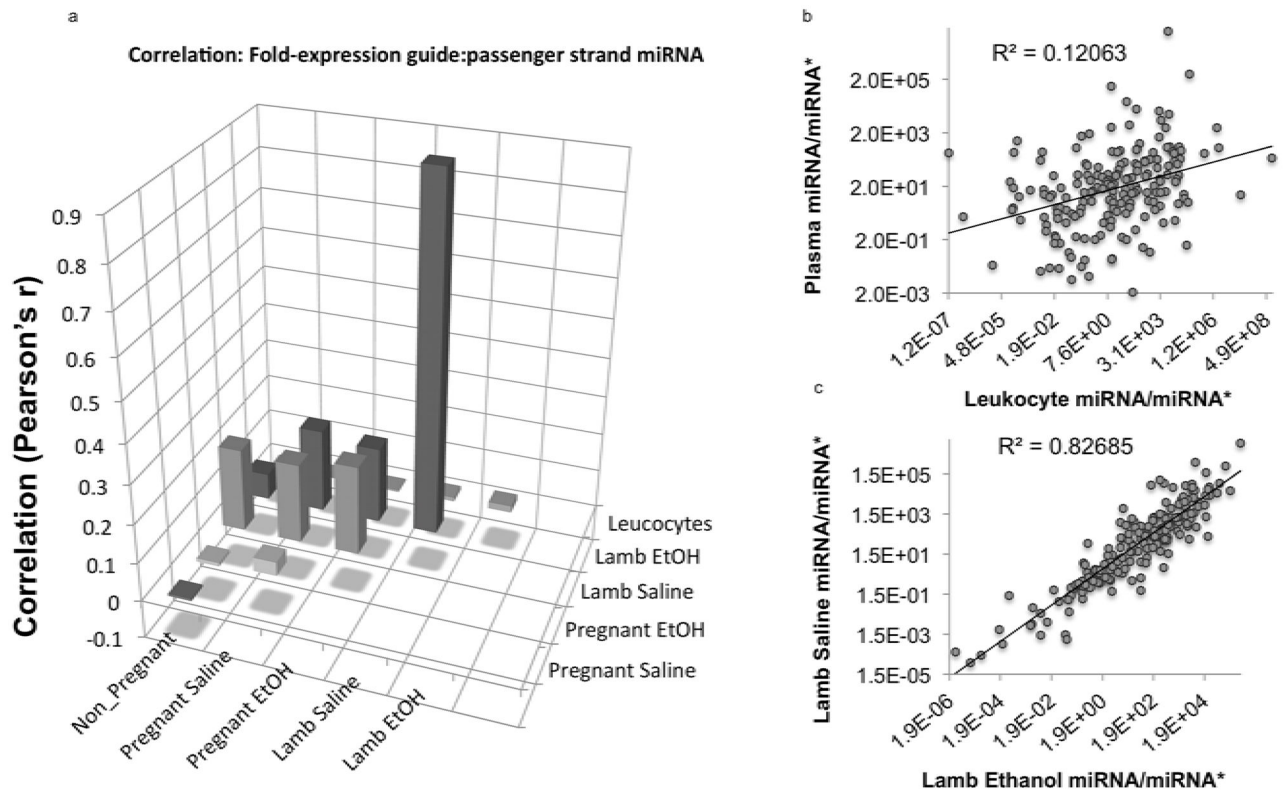 a
Correlation: Fold-expression guide:passenger strand miRNA
Correlation (Pearson's r)
0.9
0.8
0.7
0.6
0.5
0.4
0.3
0.2
0.1
0
-0.1
Non_Pregnant
Pregnant Saline
Pregnant EtOH
Lamb Saline
Lamb EtOH
Leucocytes
Lamb EtOH
Lamb Saline
Pregnant EtOH
Pregnant Saline
b
R² = 0.12063
Plasma miRNA/miRNA*
2.0E+05
2.0E+03
2.0E+01
2.0E-01
2.0E-03
1.2E-07
4.8E-05
1.9E-02
7.6E+00
3.1E+03
1.2E+06
4.9E+08
Leukocyte miRNA/miRNA*
c
R² = 0.82685
Lamb Saline miRNA/miRNA*
1.5E+05
1.5E+03
1.5E+01
1.5E-01
1.5E-03
1.5E-05
1.9E-06
1.9E-04
1.9E-02
1.9E+00
1.9E+02
1.9E+04
Lamb Ethanol miRNA/miRNA*